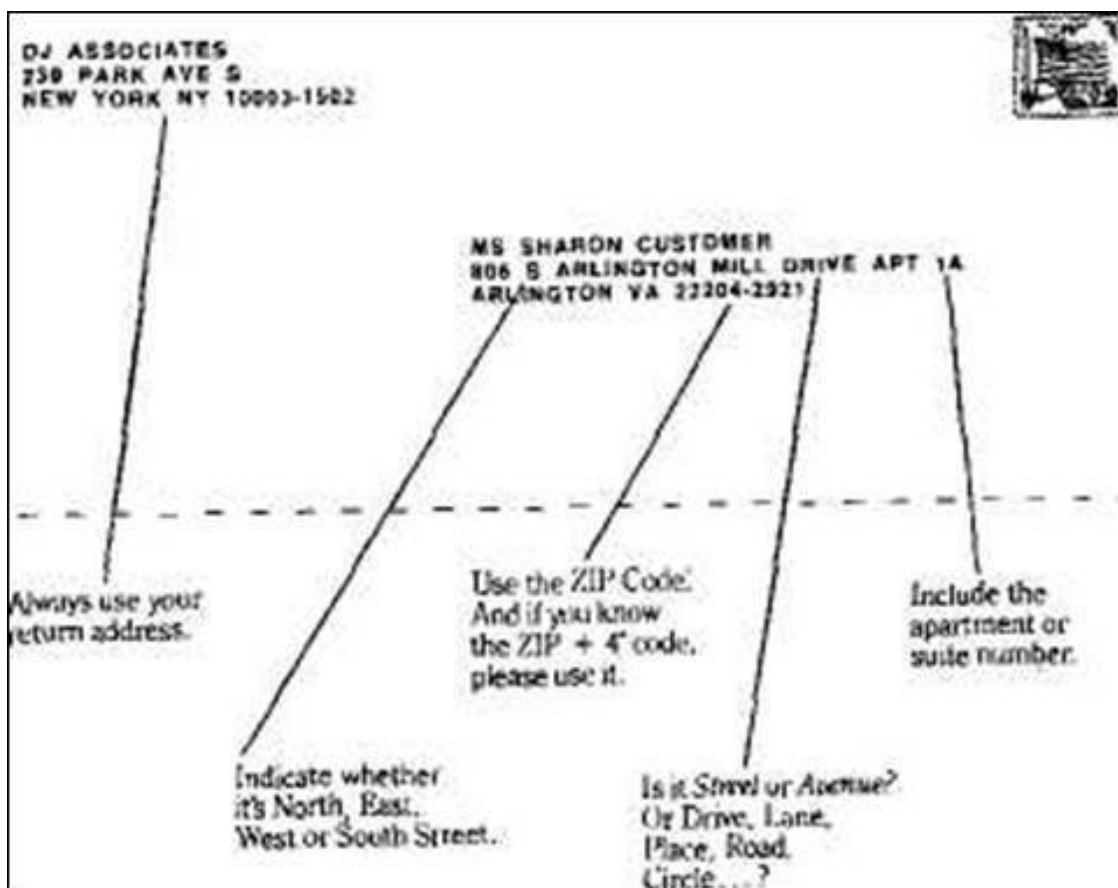 DJ ASSOCIATES
230 PARK AVE S
NEW YORK NY 10003-1502
MS SHARON CUSTOMER
806 S ARLINGTON MILL DRIVE APT 1A
ARLINGTON VA 22204-2921
Always use your
return address.
Use the ZIP Code!
And if you know
the ZIP + 4® code,
please use it.
Include the
apartment or
suite number.
Indicate whether
it's North, East,
West or South Street.
Is it Street or Avenue?
Or Drive, Lane,
Place, Road,
Circle. . . ?